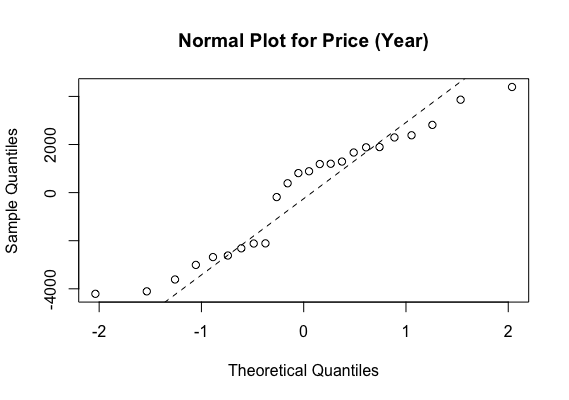 Normal Plot for Price (Year)
Sample Quantiles
2000
0
-4000
-2
-1
0
1
2
Theoretical Quantiles